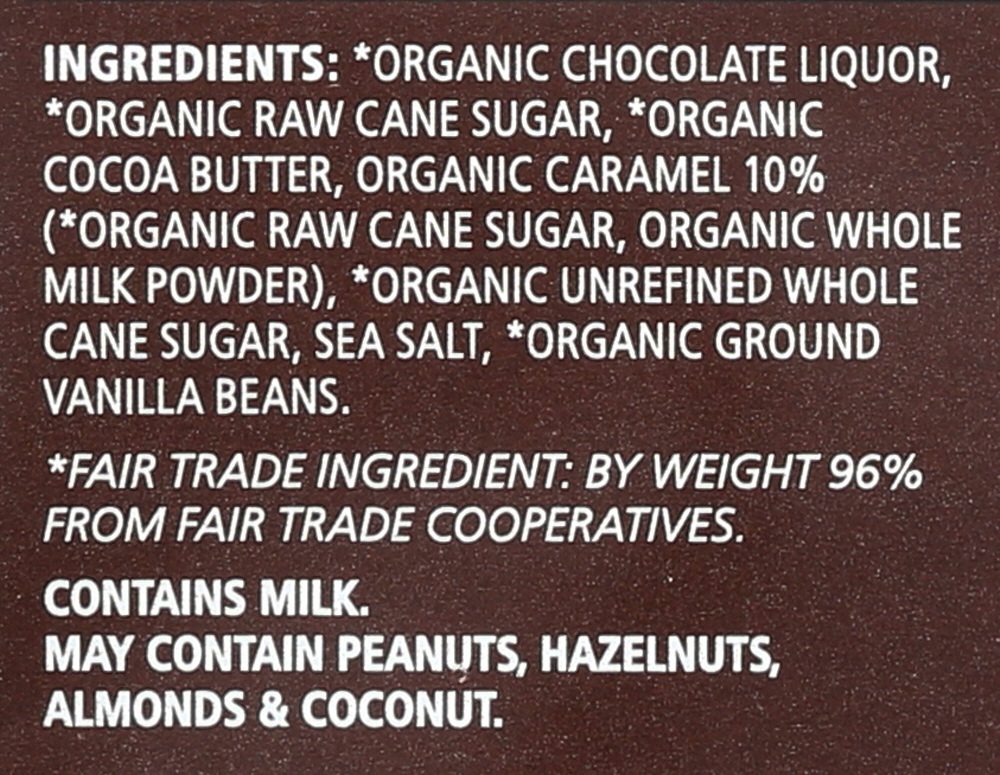 INGREDIENTS: *ORGANIC CHOCOLATE LIQUOR,
*ORGANIC RAW CANE SUGAR, *ORGANIC
COCOA BUTTER, ORGANIC CARAMEL 10%
(*ORGANIC RAW CANE SUGAR, ORGANIC WHOLE
MILK POWDER), *ORGANIC UNREFINED WHOLE
CANE SUGAR, SEA SALT, *ORGANIC GROUND
VANILLA BEANS.
*FAIR TRADE INGREDIENT: BY WEIGHT 96%
FROM FAIR TRADE COOPERATIVES.
CONTAINS MILK.
MAY CONTAIN PEANUTS, HAZELNUTS,
ALMONDS & COCONUT.